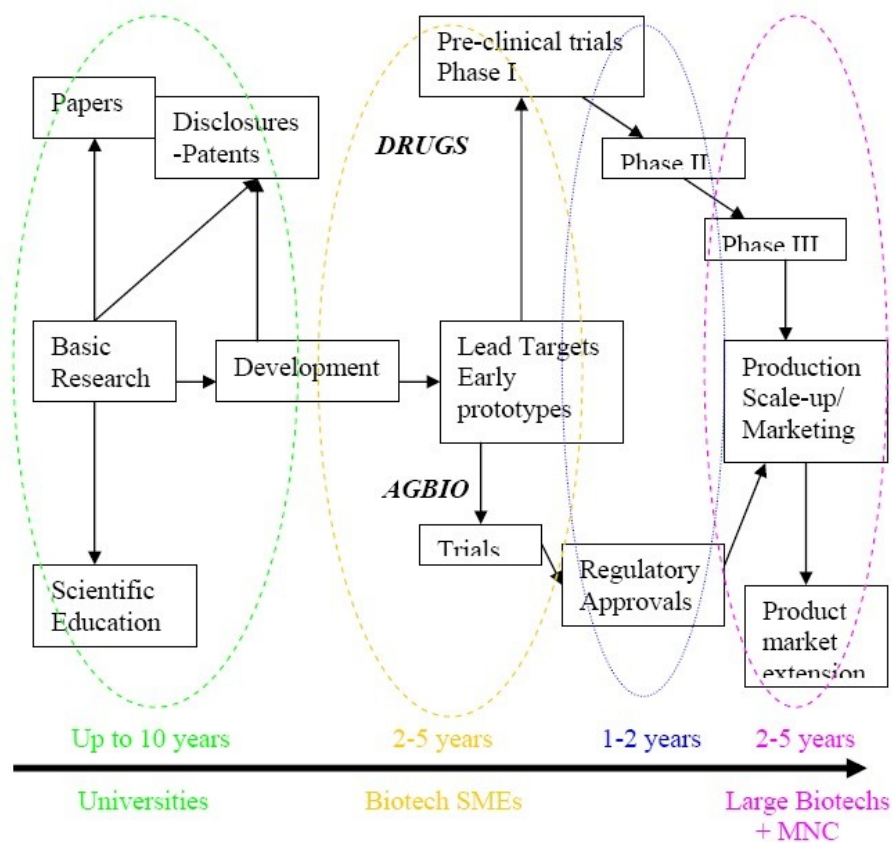 Pre-clinical trials
Phase I
Papers
Disclosures
-Patents
DRUGS
Phase II
Phase III
Basic
Research
Development
Lead Targets
Early
prototypes
Production
Scale-up/
Marketing
AGBIO
Trials
Regulatory
Approvals
Scientific
Education
Product
market
extension
Up to 10 years
2-5 years
1-2 years
2-5 years
Universities
Biotech SMEs
Large Biotechs
+ MNC